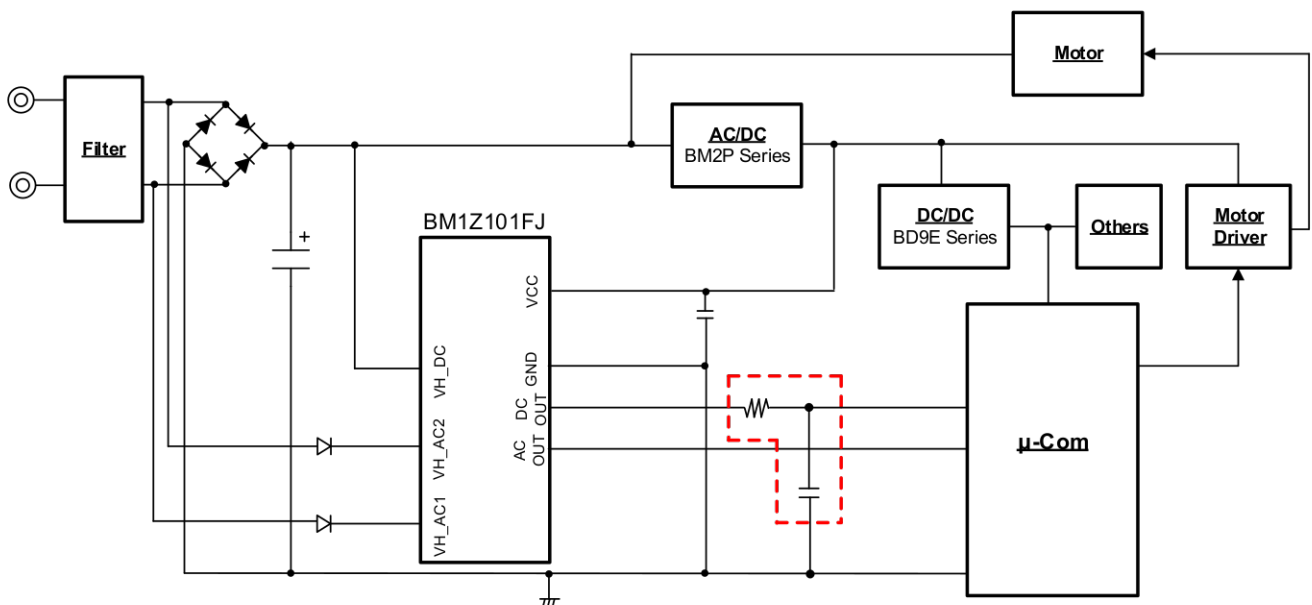 Motor
Filter
AC/DC
BM2P Series
BM1Z101FJ
DC/DC
BD9E Series
Others
Motor
Driver
VCC
GND
DC
OUT
AC
OUT
VH_DC
VH_AC2
VH_AC1
+
μ-Com